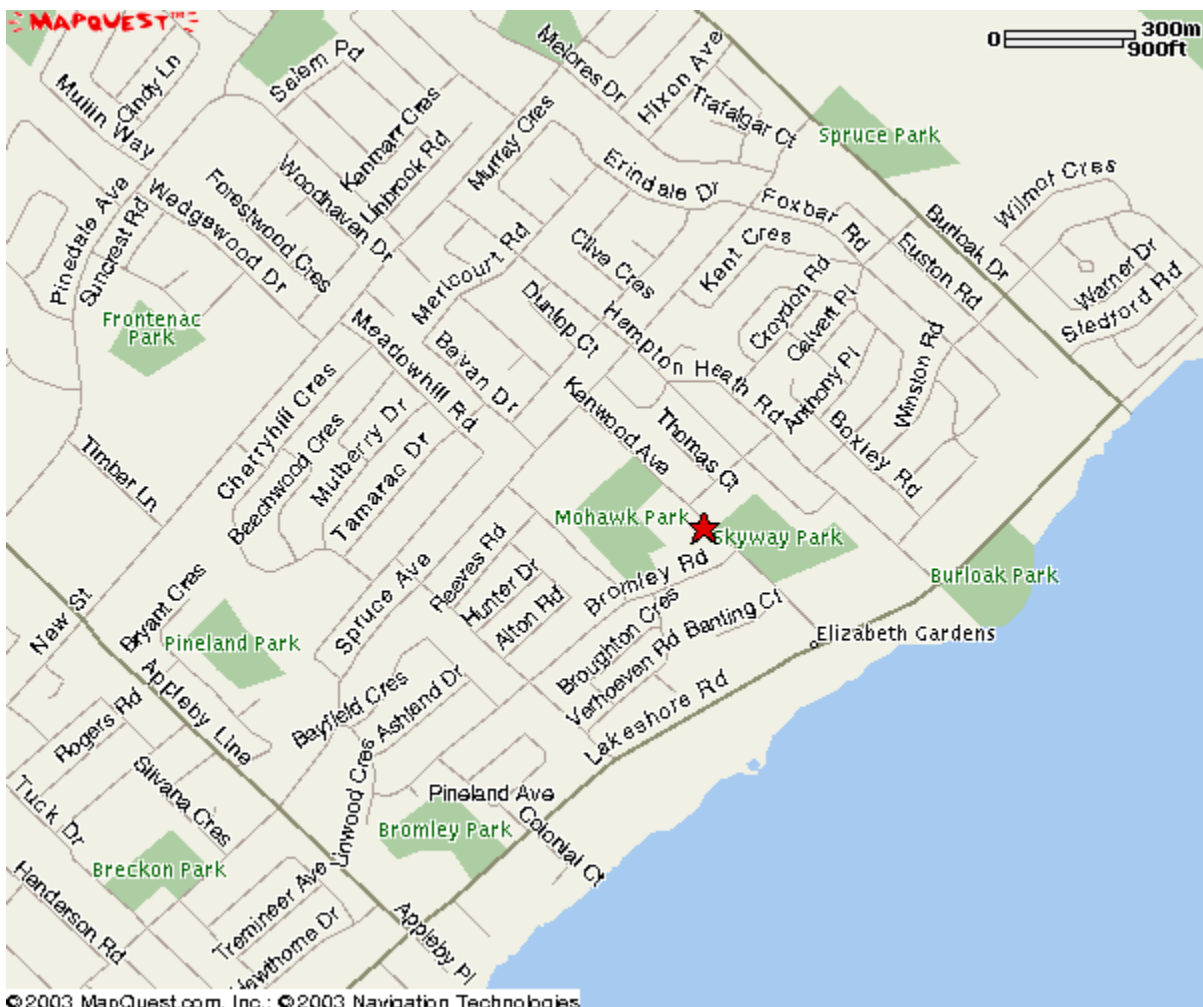 MAPQUEST™
0 300m
900ft
Mullin Way
Cindy Ln
Salem Rd
Melores Dr
Hixon Ave
Trafalgar Ct
Spruce Park
Kenmarr Cres
Linbrook Rd
Murray Cres
Woodhaven Dr
Forestwood Cres
Wedgewood Dr
Pinedale Ave
Suncrest Rd
Erindale Dr
Foxbar Rd
Wilmot Cres
Burloak Dr
Euston Rd
Warner Dr
Sledford Rd
Clive Cres
Kent Cres
Mericourt Rd
Croydon Rd
Calvert Pl
Frontenac
Park
Dunlop Ct
Hampton Heath Rd
Meadowhill Rd
Belvan Dr
Anthony Pl
Winston Rd
Cherryhill Cres
Beechwood Cres
Mulberry Dr
Tamarac Dr
Kenwood Ave
Thomas Ct
Boxley Rd
Timber Ln
Mohawk Park
Skyway Park
Burloak Park
Reeves Rd
Hunter Dr
Alton Rd
Spruce Ave
Bromley Rd
New St
Bryant Cres
Pineland Park
Broughton Cres
Verhoeven Rd
Banting Ct
Elizabeth Gardens
Appleby Line
Rogers Rd
Bayfield Cres
Ashland Dr
Lakeshore Rd
Silvana Cres
Linwood Cres
Tuck Dr
Pineland Ave
Bromley Park
Colonial Ct
Breckon Park
Henderson Rd
Tremineer Ave
Hawthorne Dr
Appleby Pl
©2003 MapQuest.com, Inc.; ©2003 Navigation Technologies